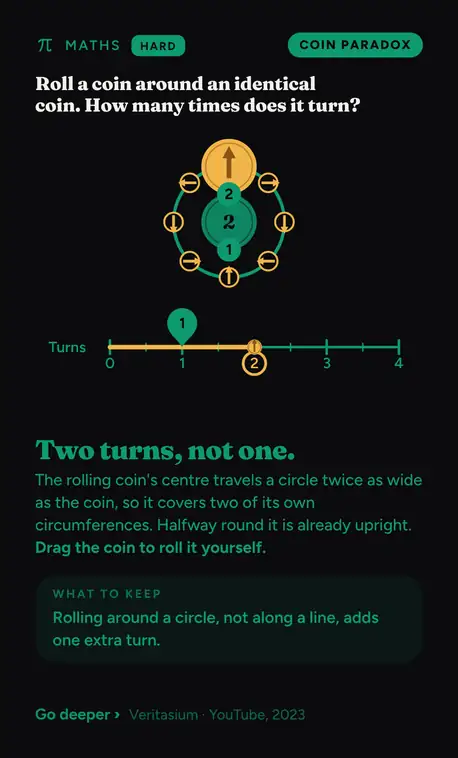 π MATHS HARD COIN PARADOX
Roll a coin around an identical
coin. How many times does it turn?
2
2
1
1
Turns
0 1 2 3 4
Two turns, not one.
The rolling coin's centre travels a circle twice as wide
as the coin, so it covers two of its own
circumferences. Halfway round it is already upright.
Drag the coin to roll it yourself.
WHAT TO KEEP
Rolling around a circle, not along a line, adds
one extra turn.
Go deeper › Veritasium · YouTube, 2023